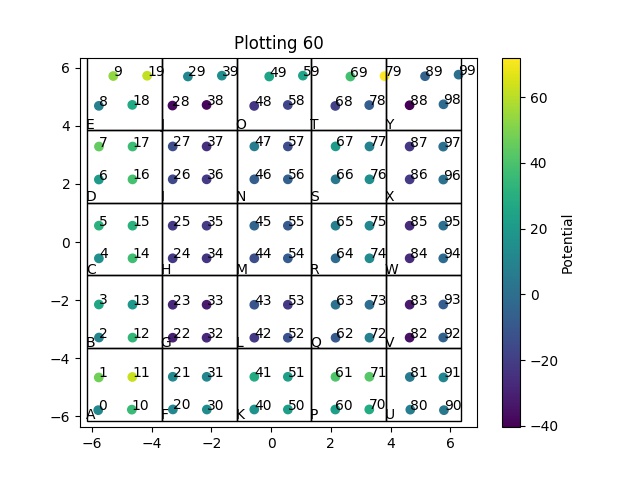 Plotting 60
6
4
2
0
−2
−4
−6
9 19 29 39 49 59 69 79 89 99
8 18 28 38 48 58 68 78 88 98
E J O T Y
7 17 27 37 47 57 67 77 87 97
6 16 26 36 46 56 66 76 86 96
D I N S X
5 15 25 35 45 55 65 75 85 95
4 14 24 34 44 54 64 74 84 94
C H M R W
3 13 23 33 43 53 63 73 83 93
2 12 22 32 42 52 62 72 82 92
B G L Q V
1 11 21 31 41 51 61 71 81 91
0 10 20 30 40 50 60 70 80 90
A F K P U
−6 −4 −2 0 2 4 6
60
40
20
0
−20
−40
Potential